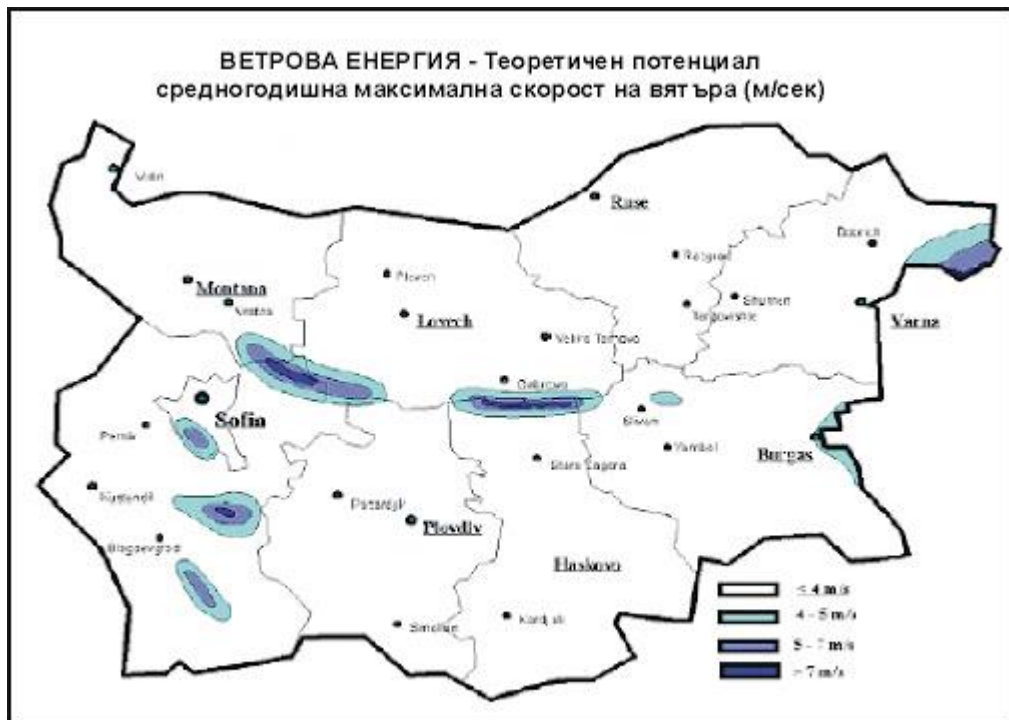 ВЕТРОВА ЕНЕРГИЯ - Теоретичен потенциал
средногодишна максимална скорост на вятъра (м/сек)
Vidin
Ruse
Dobrich
Razgrad
Montana
Pleven
Vratsa
Shumen
Targovishte
Varna
Lovech
Veliko Tarnovo
Gabrovo
Sofia
Sliven
Pernik
Yambol
Burgas
Stara Zagora
Kustendil
Pazardjik
Plovdiv
Blagoevgrad
Haskovo
Smolian
Kardjali
≤ 4 m/s
4 - 5 m/s
5 - 7 m/s
> 7 m/s